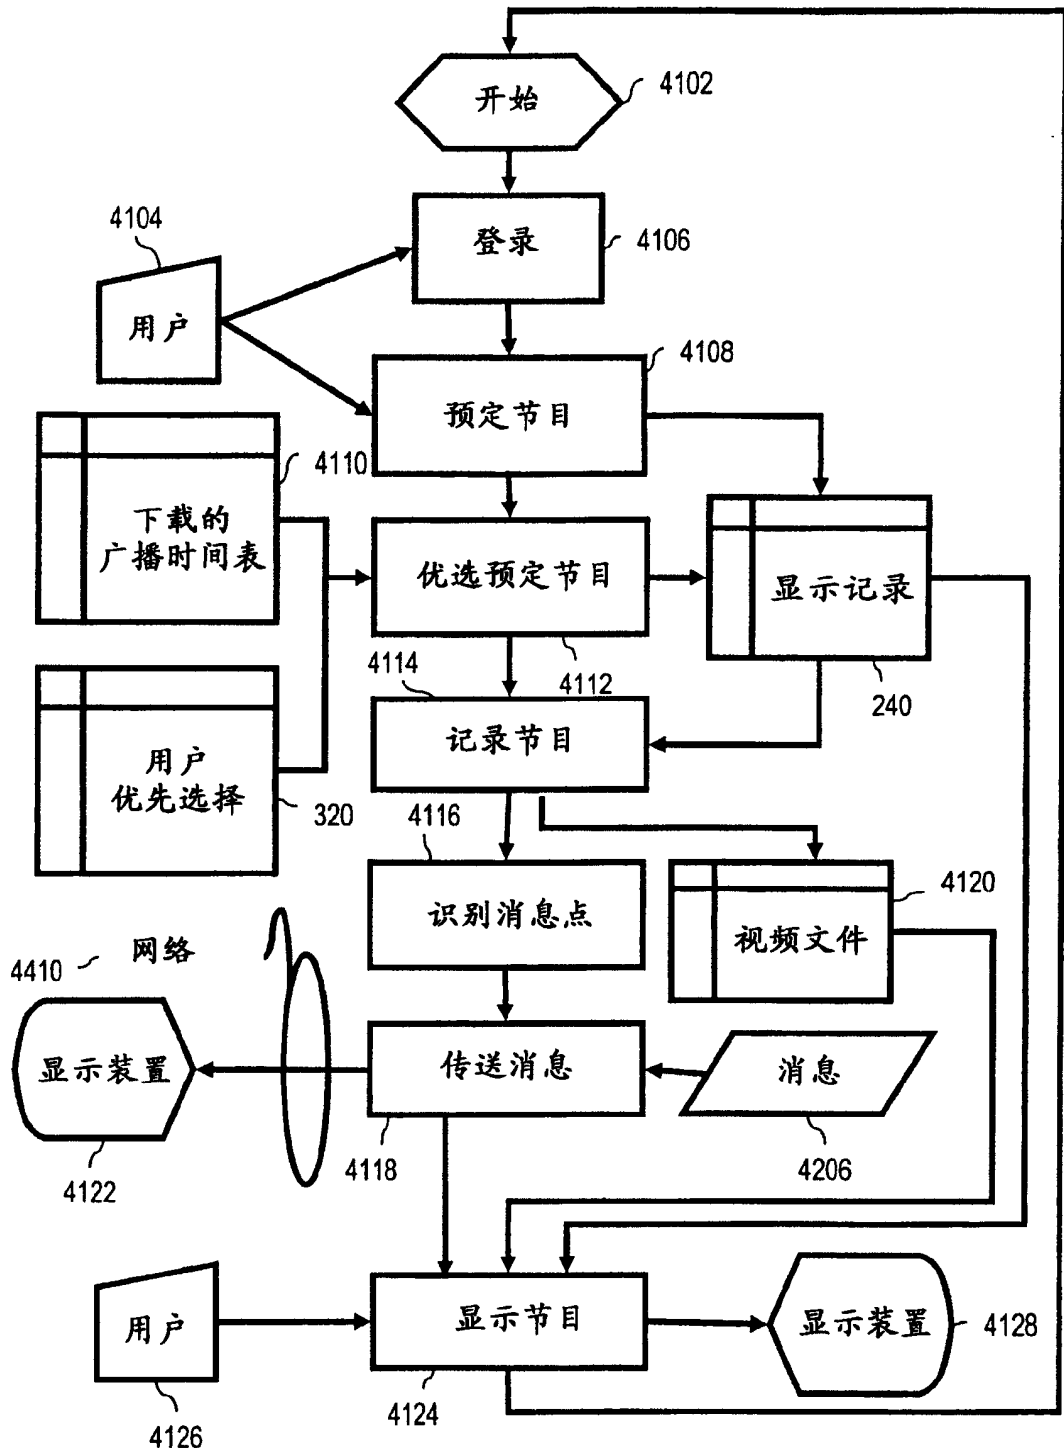 开始
4102
4104
登录
4106
用户
4108
预定节目
4110
下载的
广播时间表
优选预定节目
显示记录
4114
4112
240
用户
优先选择
320
记录节目
4116
4120
识别消息点
视频文件
4410
网络
显示装置
传送消息
消息
4122
4118
4206
用户
显示节目
显示装置
4128
4126
4124